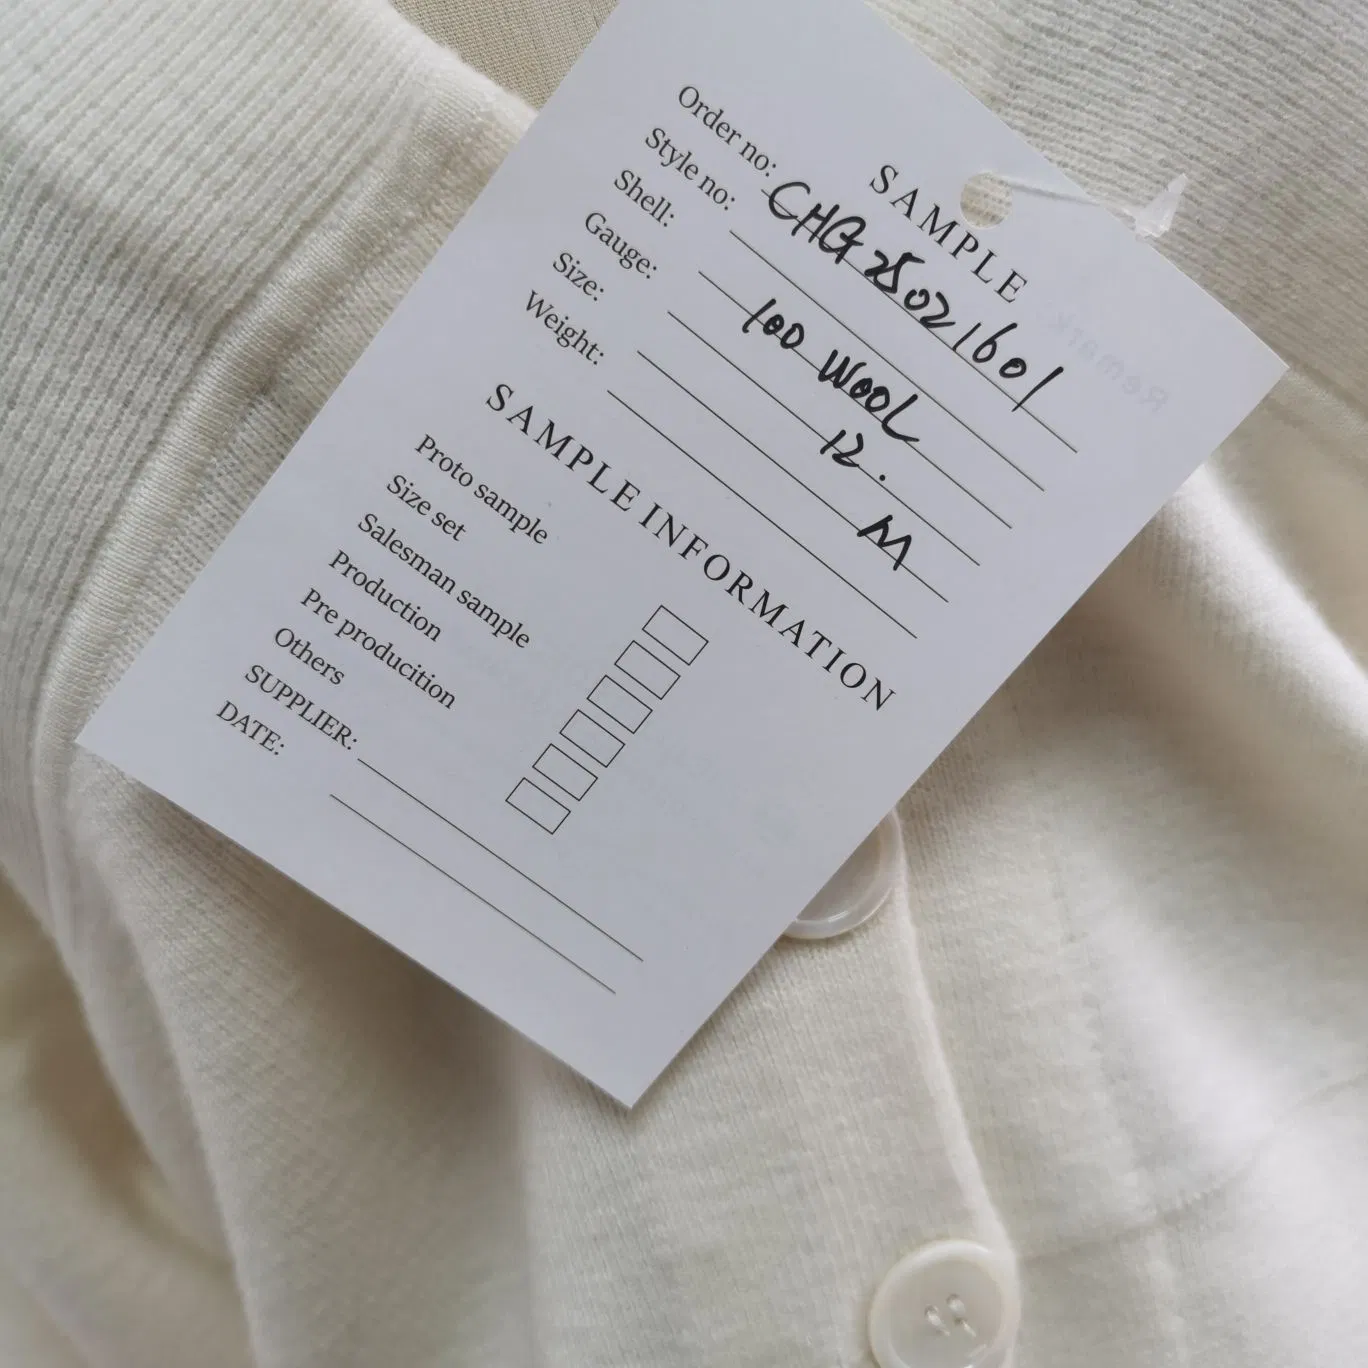 SAMPLE
Order no: CHG25021601
Style no:
Shell: 100 WOOL
Gauge: 12.
Size: M
Weight:
SAMPLE INFORMATION
Proto sample
Size set
Salesman sample
Production
Pre producition
Others
SUPPLIER:
DATE: